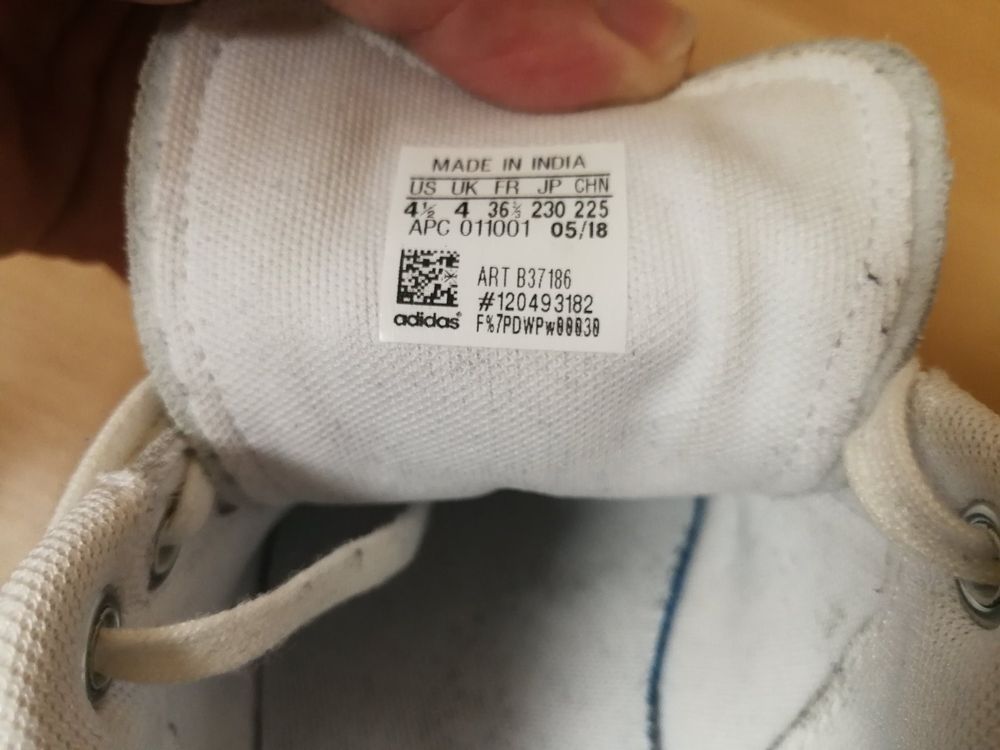 MADE IN INDIA
US UK FR JP CHN
4½ 4 36⅔ 230 225
APC 011001 05/18
ART B37186
#120493182
adidas® F%7PDWPw00030